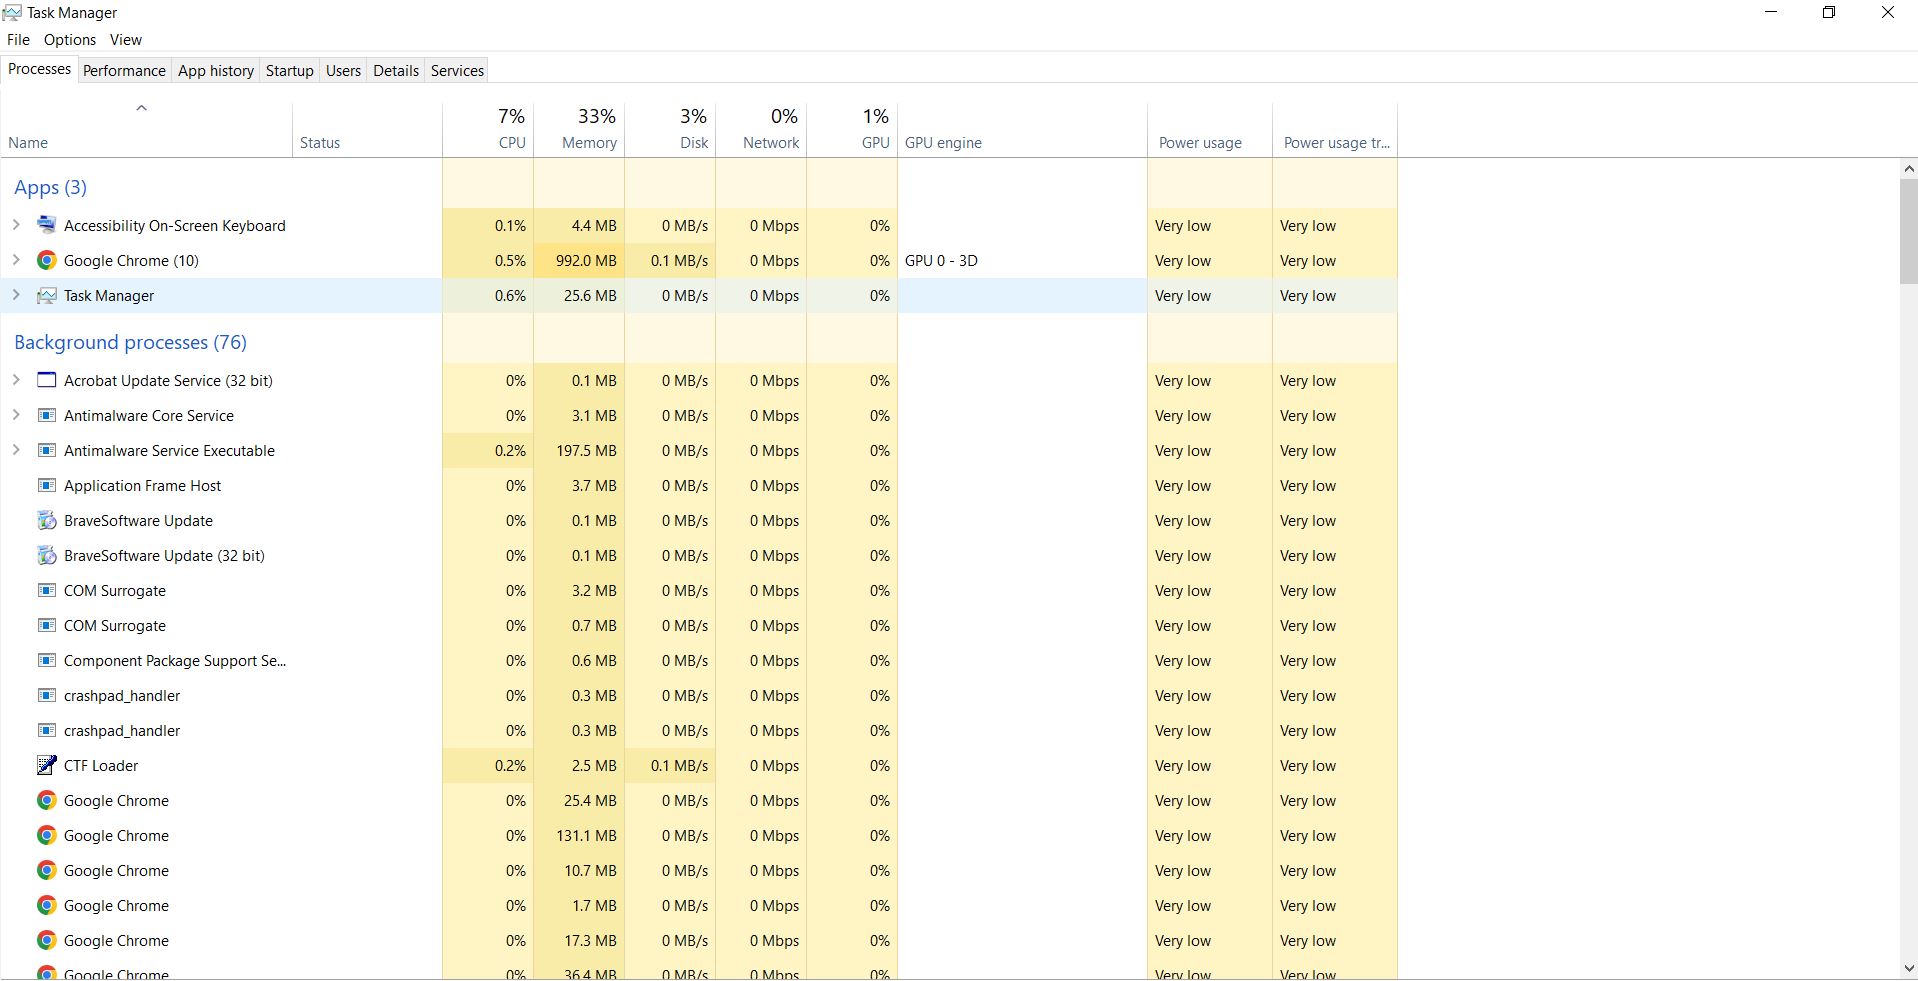 Task Manager
File Options View
Processes Performance App history Startup Users Details Services
7% 33% 3% 0% 1%
Name Status CPU Memory Disk Network GPU GPU engine Power usage Power usage tr...
Apps (3)
Accessibility On-Screen Keyboard 0.1% 4.4 MB 0 MB/s 0 Mbps 0% Very low Very low
Google Chrome (10) 0.5% 992.0 MB 0.1 MB/s 0 Mbps 0% GPU 0 - 3D Very low Very low
Task Manager 0.6% 25.6 MB 0 MB/s 0 Mbps 0% Very low Very low
Background processes (76)
Acrobat Update Service (32 bit) 0% 0.1 MB 0 MB/s 0 Mbps 0% Very low Very low
Antimalware Core Service 0% 3.1 MB 0 MB/s 0 Mbps 0% Very low Very low
Antimalware Service Executable 0.2% 197.5 MB 0 MB/s 0 Mbps 0% Very low Very low
Application Frame Host 0% 3.7 MB 0 MB/s 0 Mbps 0% Very low Very low
BraveSoftware Update 0% 0.1 MB 0 MB/s 0 Mbps 0% Very low Very low
BraveSoftware Update (32 bit) 0% 0.1 MB 0 MB/s 0 Mbps 0% Very low Very low
COM Surrogate 0% 3.2 MB 0 MB/s 0 Mbps 0% Very low Very low
COM Surrogate 0% 0.7 MB 0 MB/s 0 Mbps 0% Very low Very low
Component Package Support Se... 0% 0.6 MB 0 MB/s 0 Mbps 0% Very low Very low
crashpad_handler 0% 0.3 MB 0 MB/s 0 Mbps 0% Very low Very low
crashpad_handler 0% 0.3 MB 0 MB/s 0 Mbps 0% Very low Very low
CTF Loader 0.2% 2.5 MB 0.1 MB/s 0 Mbps 0% Very low Very low
Google Chrome 0% 25.4 MB 0 MB/s 0 Mbps 0% Very low Very low
Google Chrome 0% 131.1 MB 0 MB/s 0 Mbps 0% Very low Very low
Google Chrome 0% 10.7 MB 0 MB/s 0 Mbps 0% Very low Very low
Google Chrome 0% 1.7 MB 0 MB/s 0 Mbps 0% Very low Very low
Google Chrome 0% 17.3 MB 0 MB/s 0 Mbps 0% Very low Very low
Google Chrome 0% 36.4 MB 0 MB/s 0 Mbps 0% Very low Very low